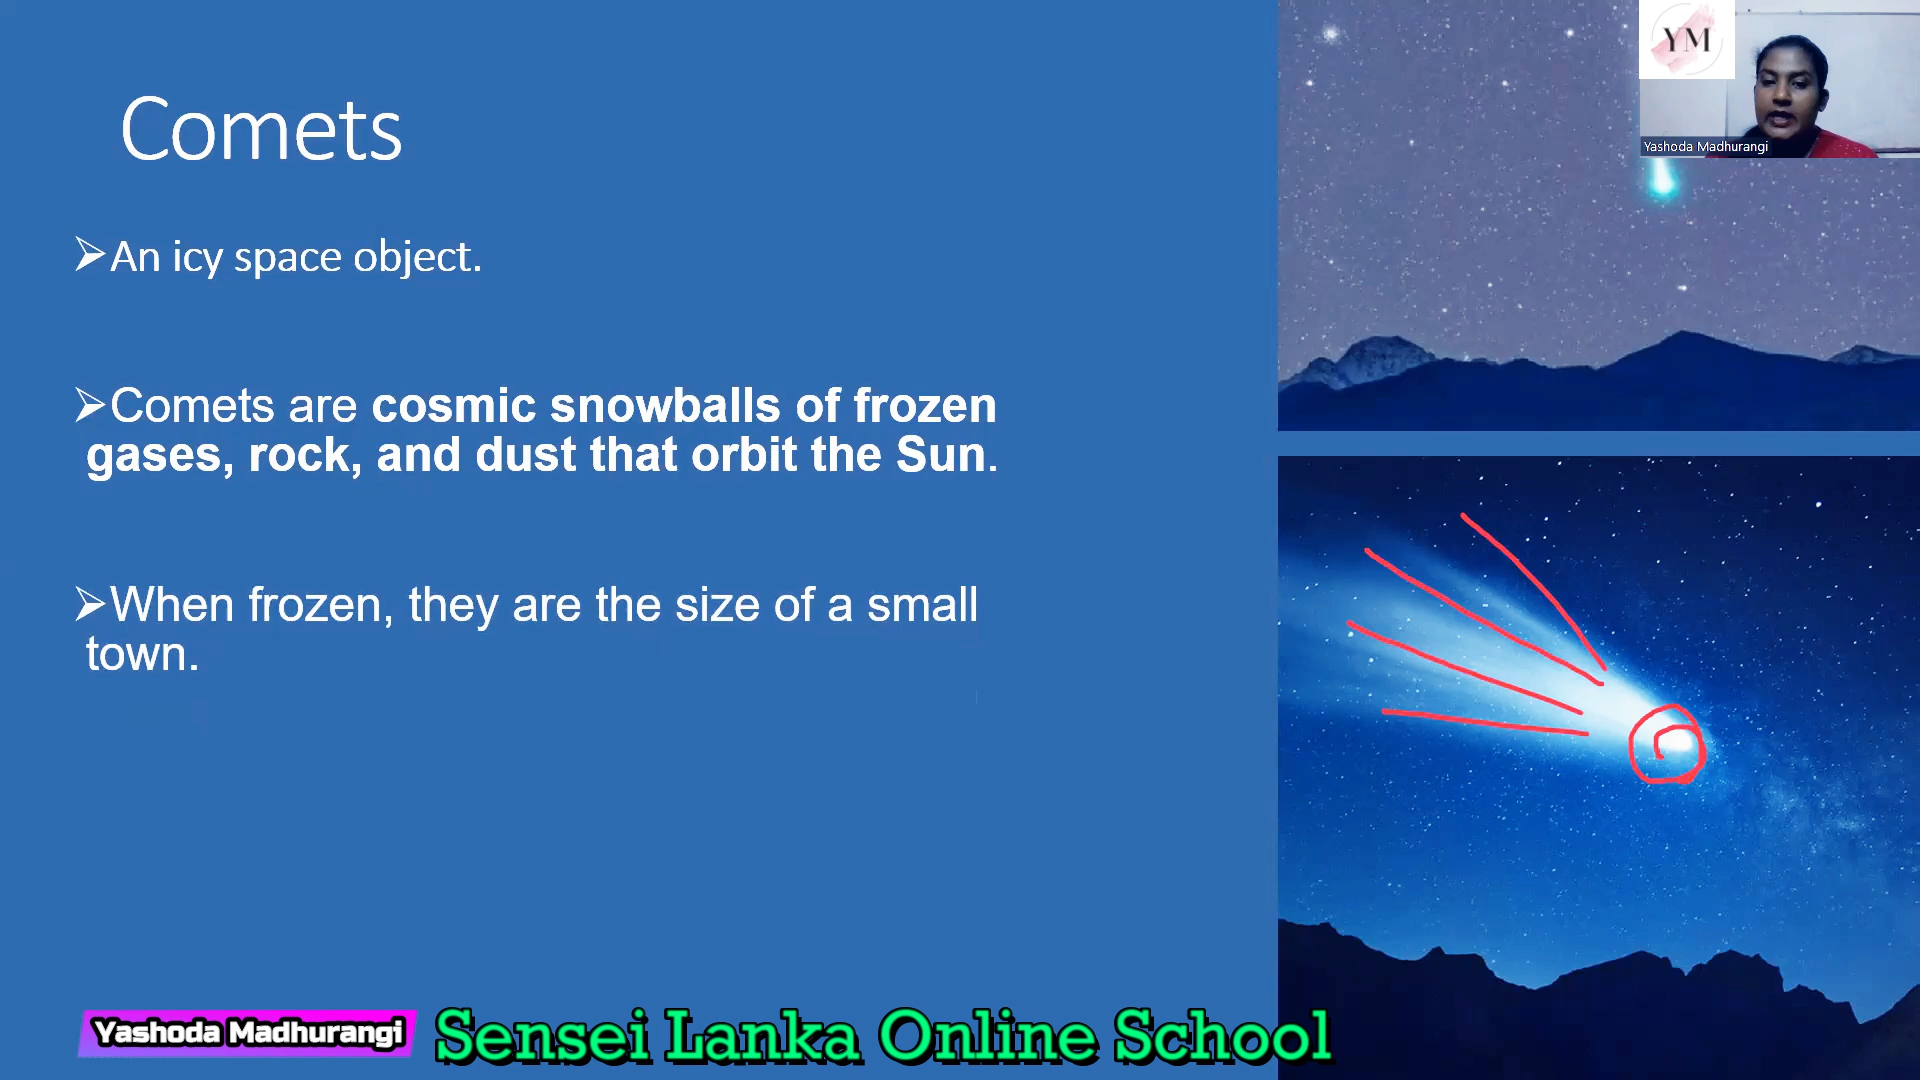 Comets
➢An icy space object.
➢Comets are cosmic snowballs of frozen
gases, rock, and dust that orbit the Sun.
➢When frozen, they are the size of a small
town.
YM
Yashoda Madhurangi
Yashoda Madhurangi
Sensei Lanka Online School